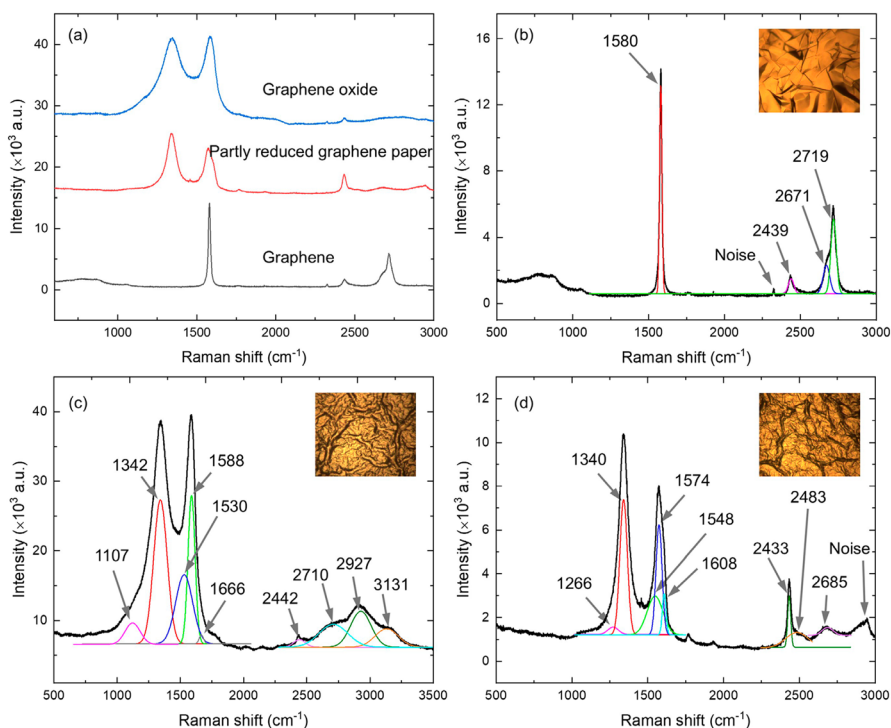 (a)
Graphene oxide
Partly reduced graphene paper
Graphene
0
10
20
30
40
1000 1500 2000 2500 3000
Intensity (×10³ a.u.)
Raman shift (cm⁻¹)
(b)
1580
Noise
2439
2671
2719
0
4
8
12
16
500 1000 1500 2000 2500 3000
Intensity (×10³ a.u.)
Raman shift (cm⁻¹)
(c)
1107
1342
1588
1530
1666
2442
2710
2927
3131
0
10
20
30
40
500 1000 1500 2000 2500 3000 3500
Intensity (×10³ a.u.)
Raman shift (cm⁻¹)
(d)
1266
1340
1574
1548
1608
2433
2483
2685
Noise
0
2
4
6
8
10
12
500 1000 1500 2000 2500 3000
Intensity (×10³ a.u.)
Raman shift (cm⁻¹)